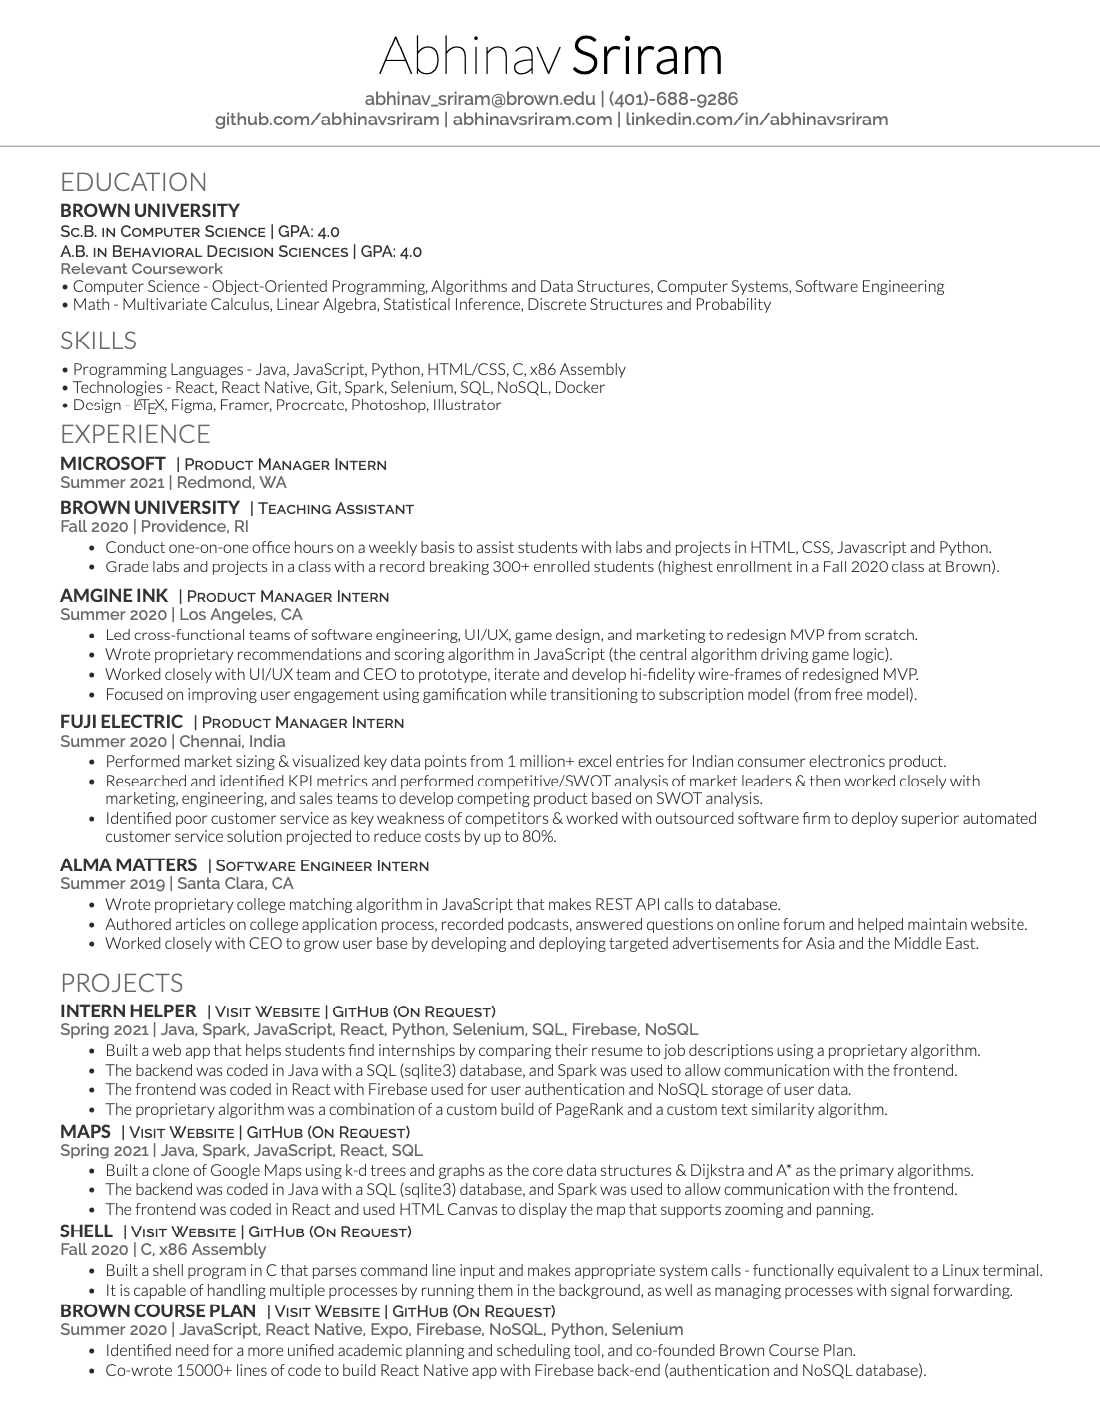 Abhinav Sriram
abhinav_sriram@brown.edu | (401)-688-9286
github.com/abhinavsriram | abhinavsriram.com | linkedin.com/in/abhinavsriram
EDUCATION
BROWN UNIVERSITY
Sc.B. in Computer Science | GPA: 4.0
A.B. in Behavioral Decision Sciences | GPA: 4.0
Relevant Coursework
• Computer Science - Object-Oriented Programming, Algorithms and Data Structures, Computer Systems, Software Engineering
• Math - Multivariate Calculus, Linear Algebra, Statistical Inference, Discrete Structures and Probability
SKILLS
• Programming Languages - Java, JavaScript, Python, HTML/CSS, C, x86 Assembly
• Technologies - React, React Native, Git, Spark, Selenium, SQL, NoSQL, Docker
• Design - LATEX, Figma, Framer, Procreate, Photoshop, Illustrator
EXPERIENCE
MICROSOFT | Product Manager Intern
Summer 2021 | Redmond, WA
BROWN UNIVERSITY | Teaching Assistant
Fall 2020 | Providence, RI
• Conduct one-on-one office hours on a weekly basis to assist students with labs and projects in HTML, CSS, Javascript and Python.
• Grade labs and projects in a class with a record breaking 300+ enrolled students (highest enrollment in a Fall 2020 class at Brown).
AMGINE INK | Product Manager Intern
Summer 2020 | Los Angeles, CA
• Led cross-functional teams of software engineering, UI/UX, game design, and marketing to redesign MVP from scratch.
• Wrote proprietary recommendations and scoring algorithm in JavaScript (the central algorithm driving game logic).
• Worked closely with UI/UX team and CEO to prototype, iterate and develop hi-fidelity wire-frames of redesigned MVP.
• Focused on improving user engagement using gamification while transitioning to subscription model (from free model).
FUJI ELECTRIC | Product Manager Intern
Summer 2020 | Chennai, India
• Performed market sizing & visualized key data points from 1 million+ excel entries for Indian consumer electronics product.
• Researched and identified KPI metrics and performed competitive/SWOT analysis of market leaders & then worked closely with
marketing, engineering, and sales teams to develop competing product based on SWOT analysis.
• Identified poor customer service as key weakness of competitors & worked with outsourced software firm to deploy superior automated
customer service solution projected to reduce costs by up to 80%.
ALMA MATTERS | Software Engineer Intern
Summer 2019 | Santa Clara, CA
• Wrote proprietary college matching algorithm in JavaScript that makes REST API calls to database.
• Authored articles on college application process, recorded podcasts, answered questions on online forum and helped maintain website.
• Worked closely with CEO to grow user base by developing and deploying targeted advertisements for Asia and the Middle East.
PROJECTS
INTERN HELPER | Visit Website | GitHub (On Request)
Spring 2021 | Java, Spark, JavaScript, React, Python, Selenium, SQL, Firebase, NoSQL
• Built a web app that helps students find internships by comparing their resume to job descriptions using a proprietary algorithm.
• The backend was coded in Java with a SQL (sqlite3) database, and Spark was used to allow communication with the frontend.
• The frontend was coded in React with Firebase used for user authentication and NoSQL storage of user data.
• The proprietary algorithm was a combination of a custom build of PageRank and a custom text similarity algorithm.
MAPS | Visit Website | GitHub (On Request)
Spring 2021 | Java, Spark, JavaScript, React, SQL
• Built a clone of Google Maps using k-d trees and graphs as the core data structures & Dijkstra and A* as the primary algorithms.
• The backend was coded in Java with a SQL (sqlite3) database, and Spark was used to allow communication with the frontend.
• The frontend was coded in React and used HTML Canvas to display the map that supports zooming and panning.
SHELL | Visit Website | GitHub (On Request)
Fall 2020 | C, x86 Assembly
• Built a shell program in C that parses command line input and makes appropriate system calls - functionally equivalent to a Linux terminal.
• It is capable of handling multiple processes by running them in the background, as well as managing processes with signal forwarding.
BROWN COURSE PLAN | Visit Website | GitHub (On Request)
Summer 2020 | JavaScript, React Native, Expo, Firebase, NoSQL, Python, Selenium
• Identified need for a more unified academic planning and scheduling tool, and co-founded Brown Course Plan.
• Co-wrote 15000+ lines of code to build React Native app with Firebase back-end (authentication and NoSQL database).